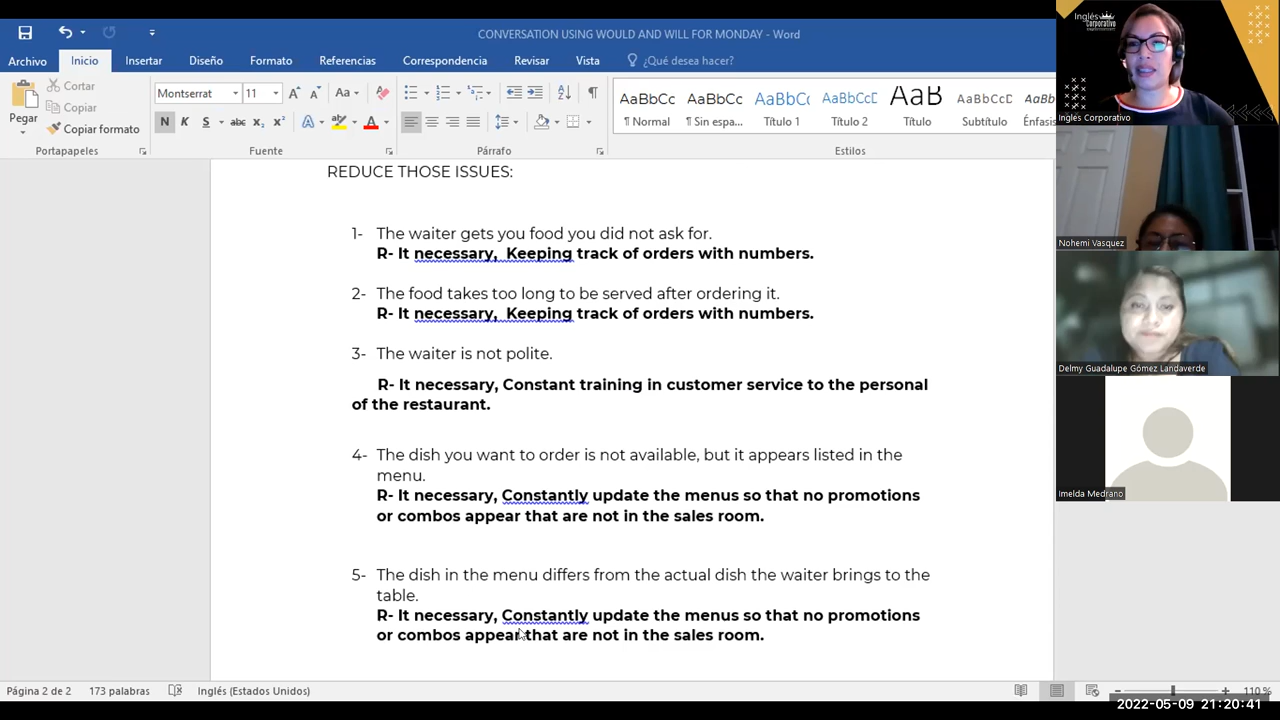 CONVERSATION USING WOULD AND WILL FOR MONDAY - Word
Archivo Inicio Insertar Diseño Formato Referencias Correspondencia Revisar Vista ¿Qué desea hacer?
Pegar
Cortar
Copiar
Copiar formato
Portapapeles
Montserrat 11
Aa
N K S abc x₂ x²
A
Fuente
Párrafo
AaBbCc AaBbCc AaBbCc AaBbCcD AaB AaBbCcD AaBb
¶ Normal ¶ Sin espa... Título 1 Título 2 Título Subtítulo Énfasis
Estilos
REDUCE THOSE ISSUES:
1- The waiter gets you food you did not ask for.
R- It necessary, Keeping track of orders with numbers.
2- The food takes too long to be served after ordering it.
R- It necessary, Keeping track of orders with numbers.
3- The waiter is not polite.
R- It necessary, Constant training in customer service to the personal
of the restaurant.
4- The dish you want to order is not available, but it appears listed in the
menu.
R- It necessary, Constantly update the menus so that no promotions
or combos appear that are not in the sales room.
5- The dish in the menu differs from the actual dish the waiter brings to the
table.
R- It necessary, Constantly update the menus so that no promotions
or combos appear that are not in the sales room.
Página 2 de 2 173 palabras Inglés (Estados Unidos)
110 %
Inglés
Corporativo
Inglés Corporativo
Nohemi Vasquez
Delmy Guadalupe Gómez Landaverde
Imelda Medrano
2022-05-09 21:20:41